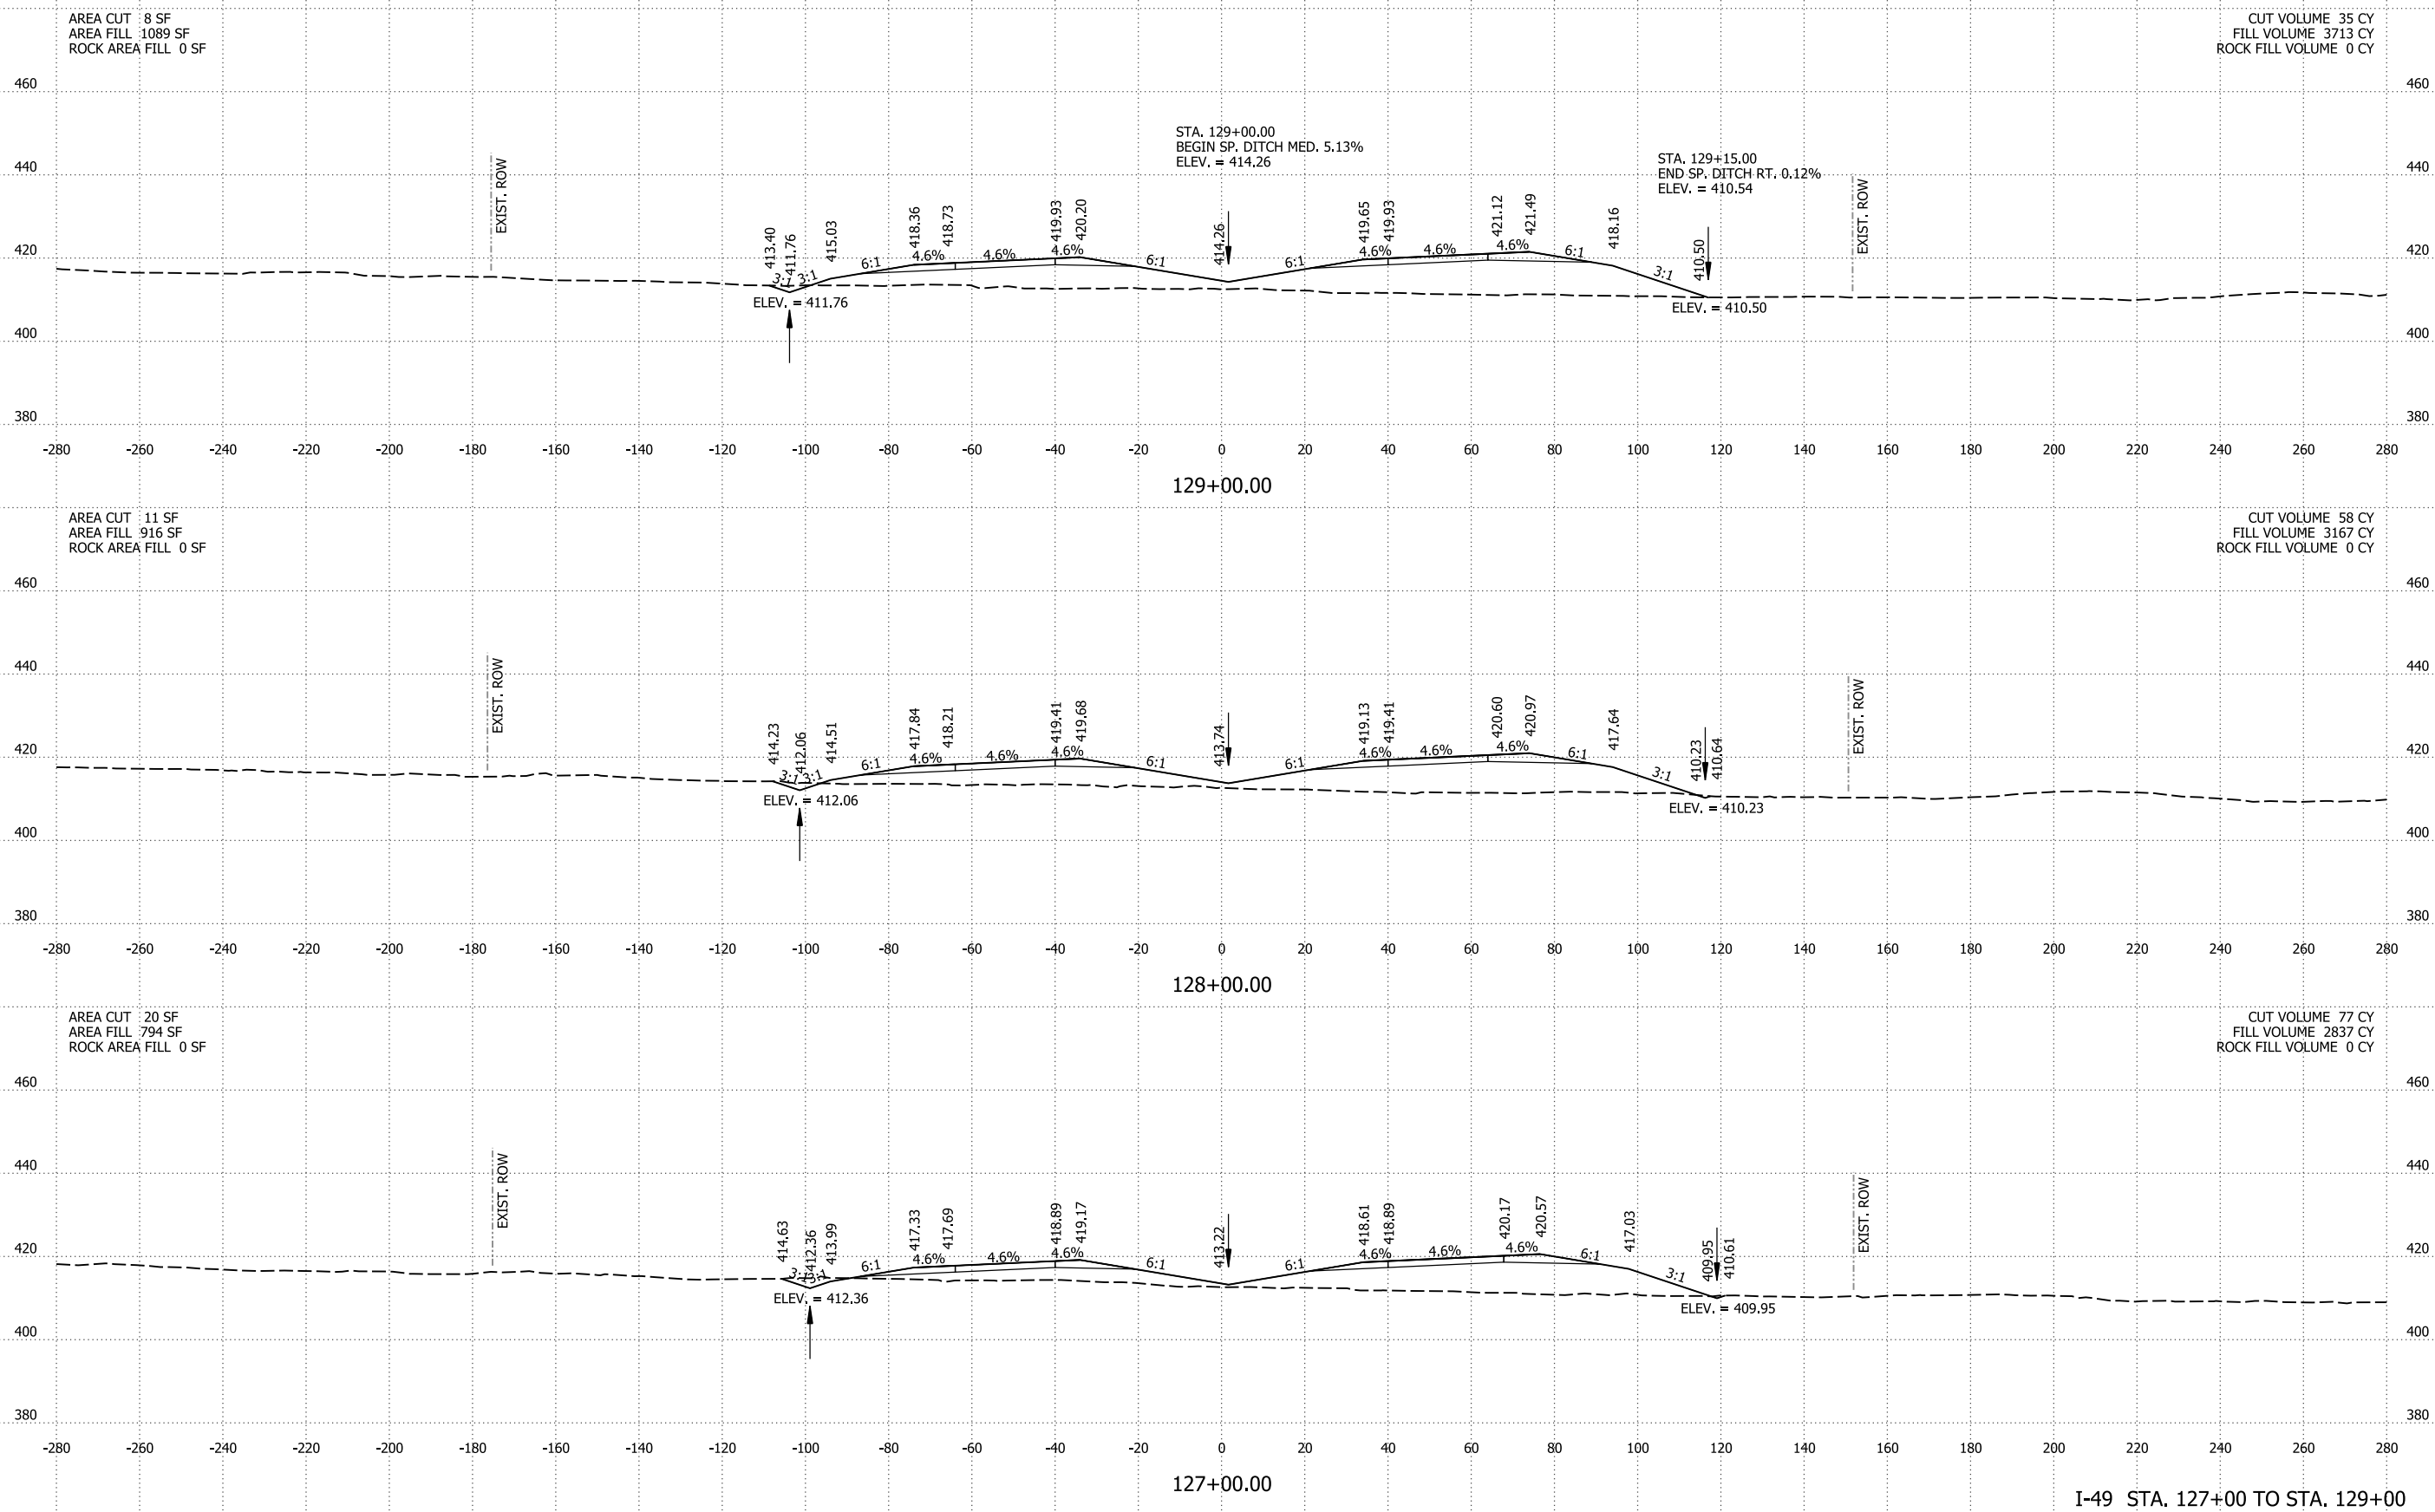 AREA CUT 8 SF
AREA FILL 1089 SF
ROCK AREA FILL 0 SF
CUT VOLUME 35 CY
FILL VOLUME 3713 CY
ROCK FILL VOLUME 0 CY
460 460
STA. 129+00.00
BEGIN SP. DITCH MED. 5.13%
ELEV. = 414.26
STA. 129+15.00
END SP. DITCH RT. 0.12%
ELEV. = 410.54
440 440
EXIST. ROW
EXIST. ROW
413.40 411.76 415.03 418.36 418.73 419.93 420.20 414.26 419.65 419.93 421.12 421.49 418.16 410.50
420 420
3:1 3:1 6:1 4.6% 4.6% 4.6% 6:1 6:1 4.6% 4.6% 4.6% 6:1 3:1
ELEV. = 411.76
ELEV. = 410.50
400 400
380 380
-280 -260 -240 -220 -200 -180 -160 -140 -120 -100 -80 -60 -40 -20 0 20 40 60 80 100 120 140 160 180 200 220 240 260 280
129+00.00
AREA CUT 11 SF
AREA FILL 916 SF
ROCK AREA FILL 0 SF
CUT VOLUME 58 CY
FILL VOLUME 3167 CY
ROCK FILL VOLUME 0 CY
460 460
440 440
EXIST. ROW
EXIST. ROW
414.23 412.06 414.51 417.84 418.21 419.41 419.68 413.74 419.13 419.41 420.60 420.97 417.64 410.23 410.64
420 420
3:1 3:1 6:1 4.6% 4.6% 4.6% 6:1 6:1 4.6% 4.6% 4.6% 6:1 3:1
ELEV. = 412.06
ELEV. = 410.23
400 400
380 380
-280 -260 -240 -220 -200 -180 -160 -140 -120 -100 -80 -60 -40 -20 0 20 40 60 80 100 120 140 160 180 200 220 240 260 280
128+00.00
AREA CUT 20 SF
AREA FILL 794 SF
ROCK AREA FILL 0 SF
CUT VOLUME 77 CY
FILL VOLUME 2837 CY
ROCK FILL VOLUME 0 CY
460 460
440 440
EXIST. ROW
EXIST. ROW
414.63 412.36 413.99 417.33 417.69 418.89 419.17 413.22 418.61 418.89 420.17 420.57 417.03 409.95 410.61
420 420
3:1 3:1 6:1 4.6% 4.6% 4.6% 6:1 6:1 4.6% 4.6% 4.6% 6:1 3:1
ELEV. = 412.36
ELEV. = 409.95
400 400
380 380
-280 -260 -240 -220 -200 -180 -160 -140 -120 -100 -80 -60 -40 -20 0 20 40 60 80 100 120 140 160 180 200 220 240 260 280
127+00.00
I-49 STA. 127+00 TO STA. 129+00